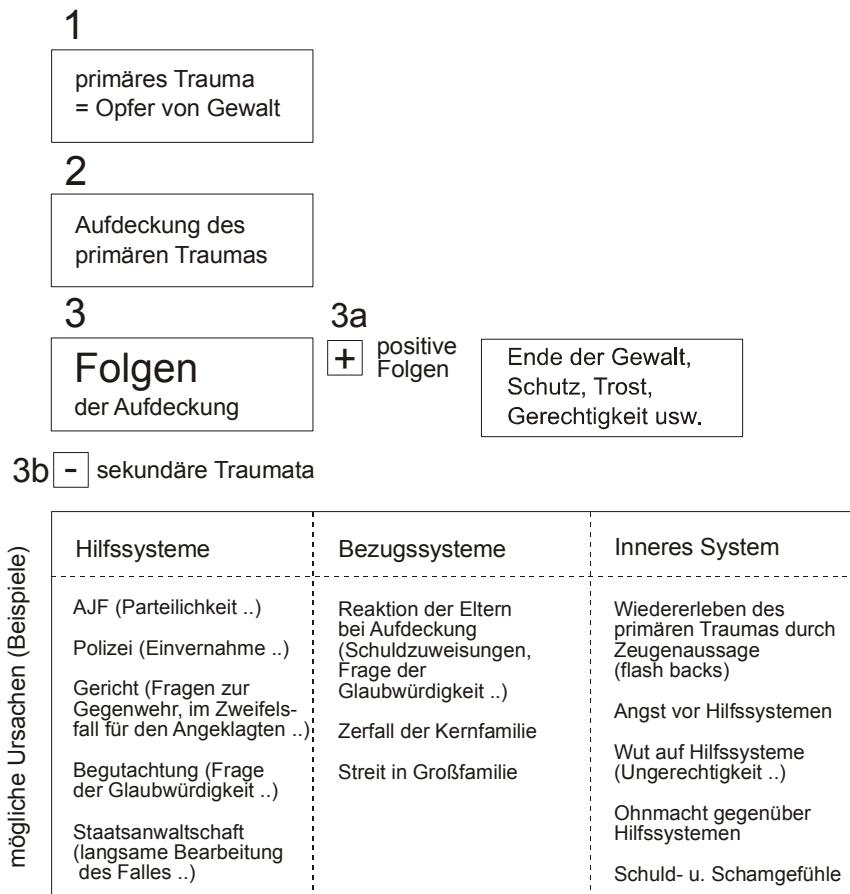 1
primäres Trauma
= Opfer von Gewalt
2
Aufdeckung des
primären Traumas
3
Folgen
der Aufdeckung
3a
+
positive
Folgen
Ende der Gewalt,
Schutz, Trost,
Gerechtigkeit usw.
3b - sekundäre Traumata
mögliche Ursachen (Beispiele)
Hilfssysteme
AJF (Parteilichkeit ..)
Polizei (Einvernahme ..)
Gericht (Fragen zur
Gegenwehr, im Zweifels-
fall für den Angeklagten ..)
Begutachtung (Frage
der Glaubwürdigkeit ..)
Staatsanwaltschaft
(langsame Bearbeitung
des Falles ..)
Bezugssysteme
Reaktion der Eltern
bei Aufdeckung
(Schuldzuweisungen,
Frage der
Glaubwürdigkeit ..)
Zerfall der Kernfamilie
Streit in Großfamilie
Inneres System
Wiedererleben des
primären Traumas durch
Zeugenaussage
(flash backs)
Angst vor Hilfssystemen
Wut auf Hilfssysteme
(Ungerechtigkeit ..)
Ohnmacht gegenüber
Hilfssystemen
Schuld- u. Schamgefühle